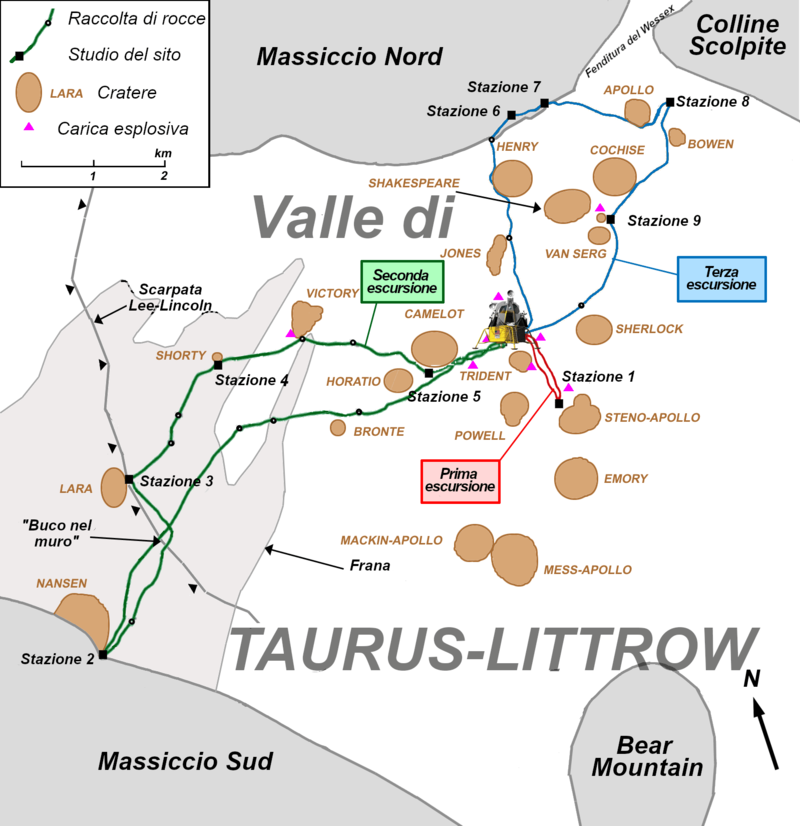 Raccolta di rocce
Studio del sito
LARA Cratere
Carica esplosiva
km
1
2
Massiccio Nord
Fenditura del Wessex
Colline
Scolpite
Stazione 7
Stazione 6
APOLLO
Stazione 8
HENRY
BOWEN
COCHISE
SHAKESPEARE
Valle di
Stazione 9
JONES
VAN SERG
Terza
escursione
Seconda
escursione
Scarpata
Lee-Lincoln
VICTORY
CAMELOT
SHERLOCK
SHORTY
Stazione 4
HORATIO
TRIDENT
Stazione 1
Stazione 5
STENO-APOLLO
BRONTE
POWELL
Prima
escursione
EMORY
LARA
Stazione 3
"Buco nel
muro"
MACKIN-APOLLO
Frana
MESS-APOLLO
NANSEN
TAURUS-LITTROW
Stazione 2
N
Massiccio Sud
Bear
Mountain